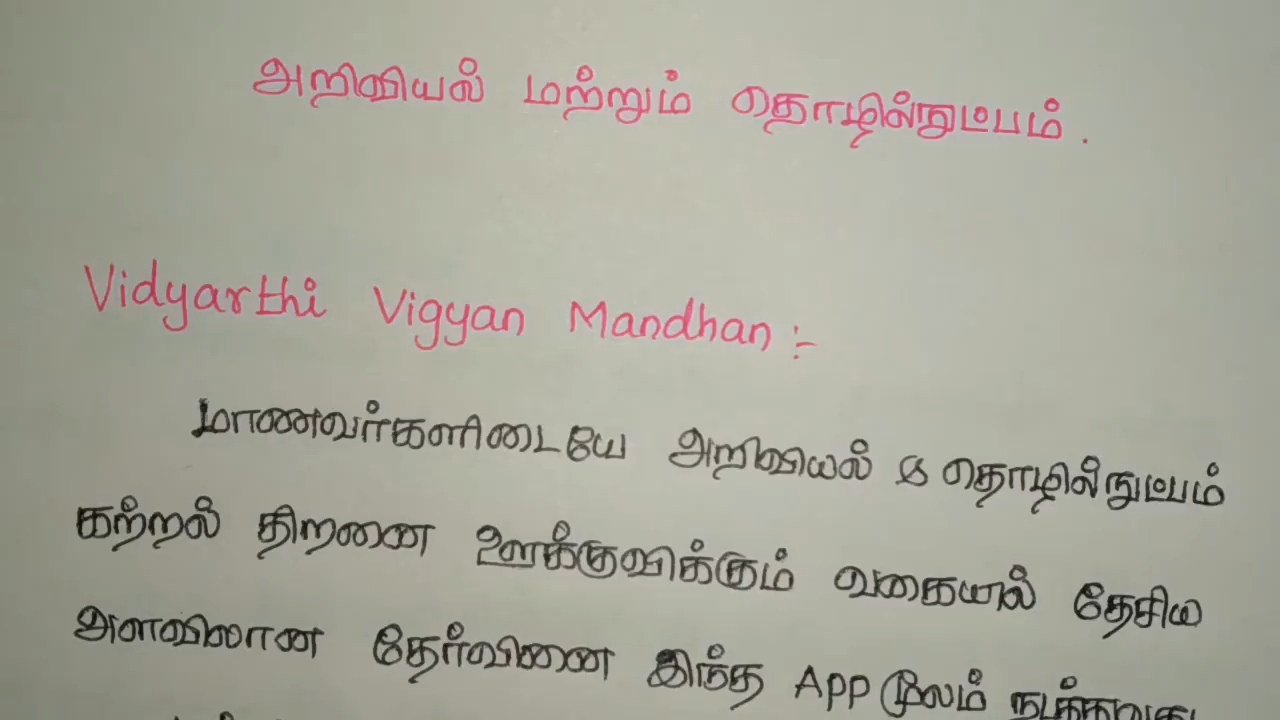 அறிவியல் மற்றும் தொழில்நுட்பம்.
Vidyarthi Vigyan Mandhan :-
மாணவர்களிடையே அறிவியல் & தொழில்நுட்பம்
கற்றல் திறனை ஊக்குவிக்கும் வகையில் தேசிய
அளவிலான தேர்வினை இந்த App மூலம்